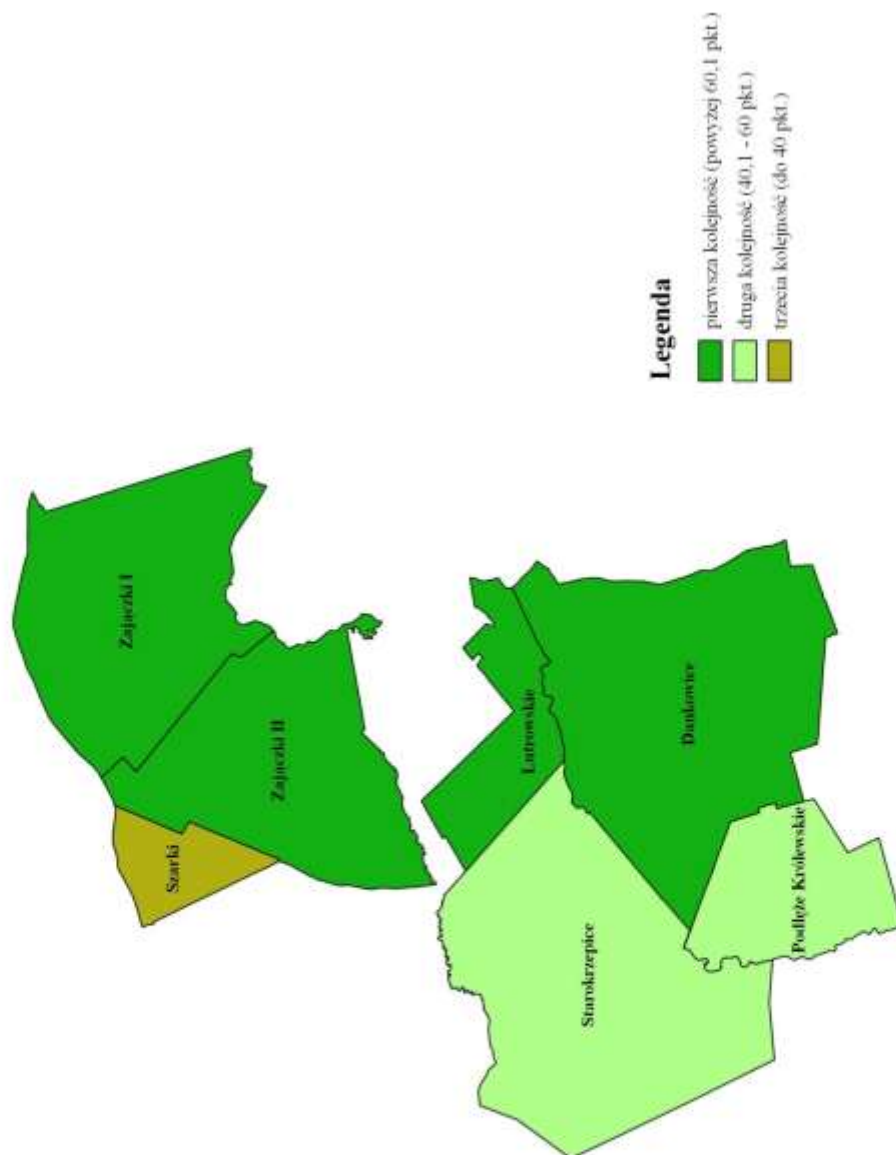 Zajączki I
Zajączki II
Szarki
Lutrowskie
Starokrzepice
Dankowice
Podłęże Królewskie
Legenda
pierwsza kolejność (powyżej 60,1 pkt.)
druga kolejność (40,1 - 60 pkt.)
trzecia kolejność (do 40 pkt.)